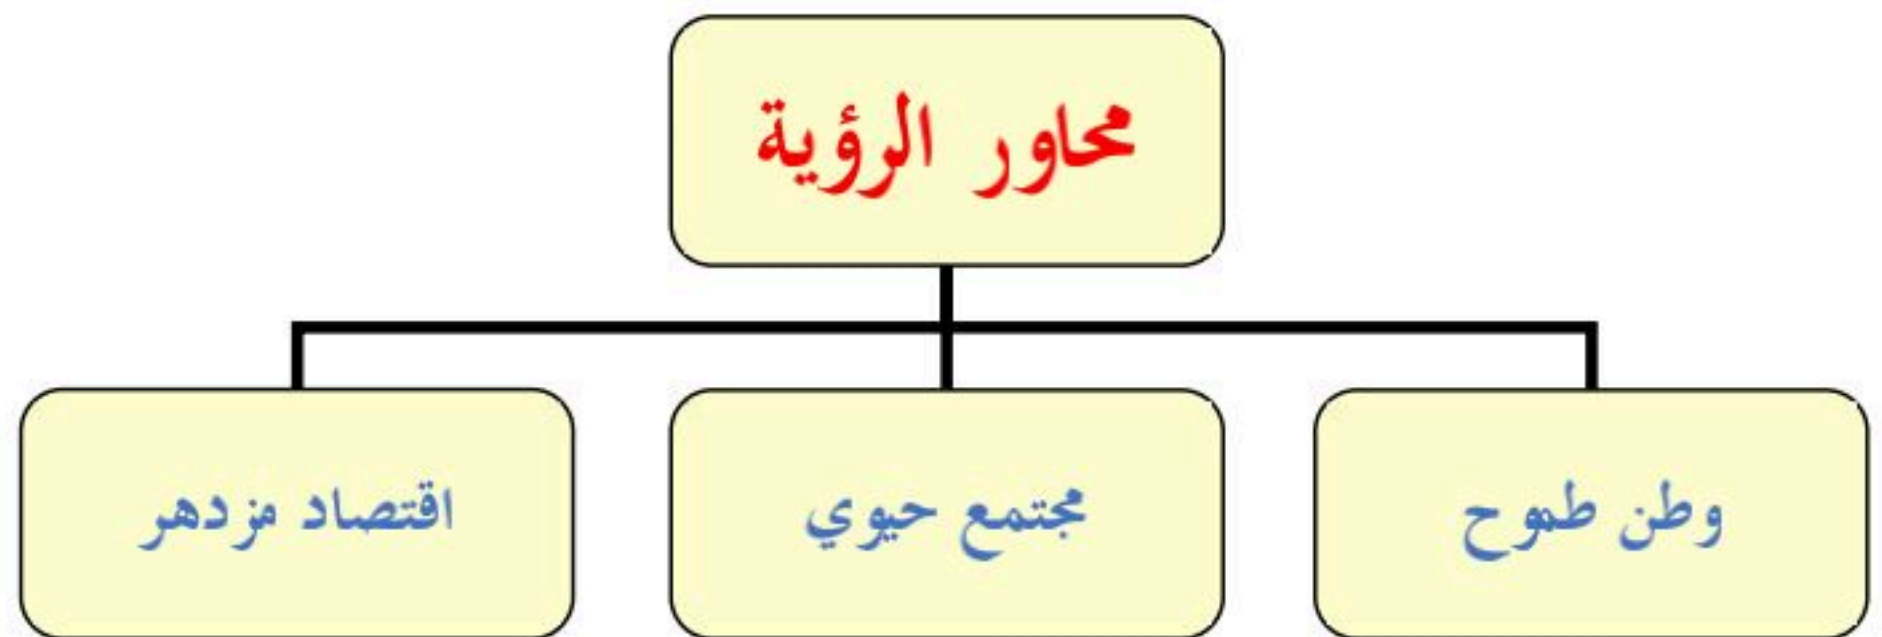 محاور الرؤية
وطن طموح
مجتمع حيوي
اقتصاد مزدهر